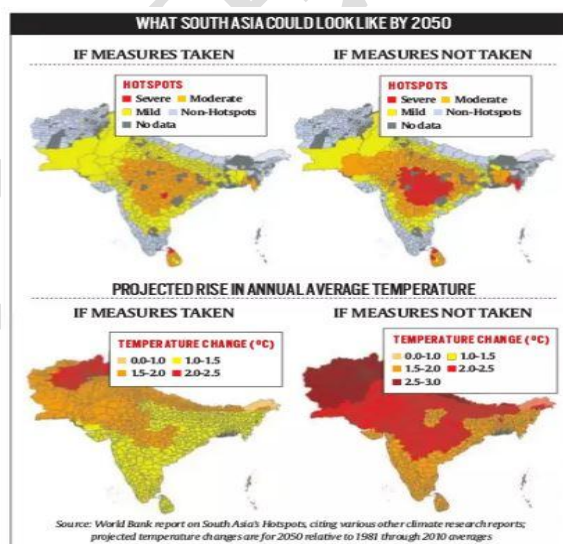 WHAT SOUTH ASIA COULD LOOK LIKE BY 2050
IF MEASURES TAKEN
IF MEASURES NOT TAKEN
HOTSPOTS
Severe Moderate
Mild Non-Hotspots
No data
HOTSPOTS
Severe Moderate
Mild Non-Hotspots
No data
PROJECTED RISE IN ANNUAL AVERAGE TEMPERATURE
IF MEASURES TAKEN
IF MEASURES NOT TAKEN
TEMPERATURE CHANGE (°C)
0.0-1.0 1.0-1.5
1.5-2.0 2.0-2.5
TEMPERATURE CHANGE (°C)
0.0-1.0 1.0-1.5
1.5-2.0 2.0-2.5
2.5-3.0
Source: World Bank report on South Asia's Hotspots, citing various other climate research reports;
projected temperature changes are for 2050 relative to 1981 through 2010 averages